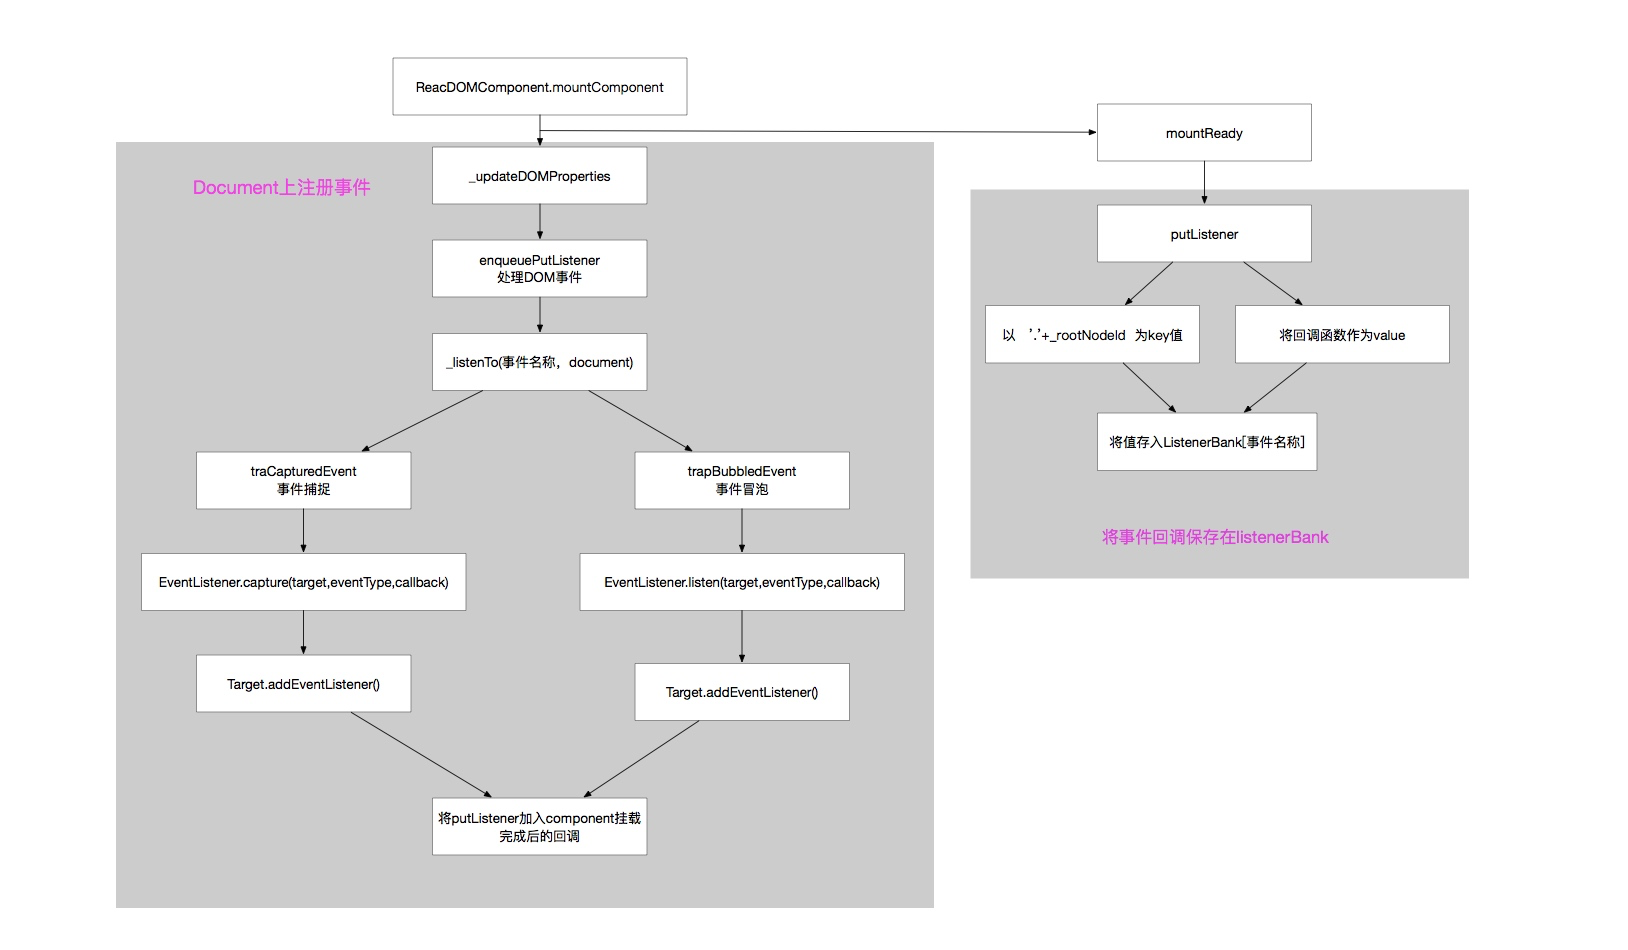 ReacDOMComponent.mountComponent
mountReady
Document上注册事件
_updateDOMProperties
enqueuePutListener
处理DOM事件
_listenTo(事件名称，document)
traCapturedEvent
事件捕捉
trapBubbledEvent
事件冒泡
EventListener.capture(target,eventType,callback)
EventListener.listen(target,eventType,callback)
Target.addEventListener()
Target.addEventListener()
将putListener加入component挂载
完成后的回调
putListener
以 '.'+_rootNodeId 为key值
将回调函数作为value
将值存入ListenerBank[事件名称]
将事件回调保存在listenerBank